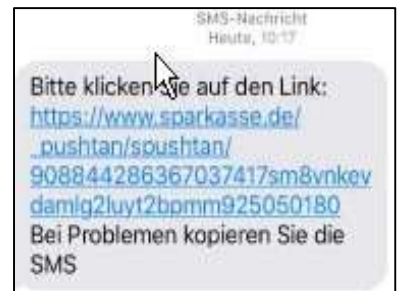 SMS-Nachricht
Heute, 10:17
Bitte klicken Sie auf den Link:
https://www.sparkasse.de/
_pushtan/spushtan/
908844286367037417sm8vnkev
damlg2luyt2bpmm925050180
Bei Problemen kopieren Sie die
SMS